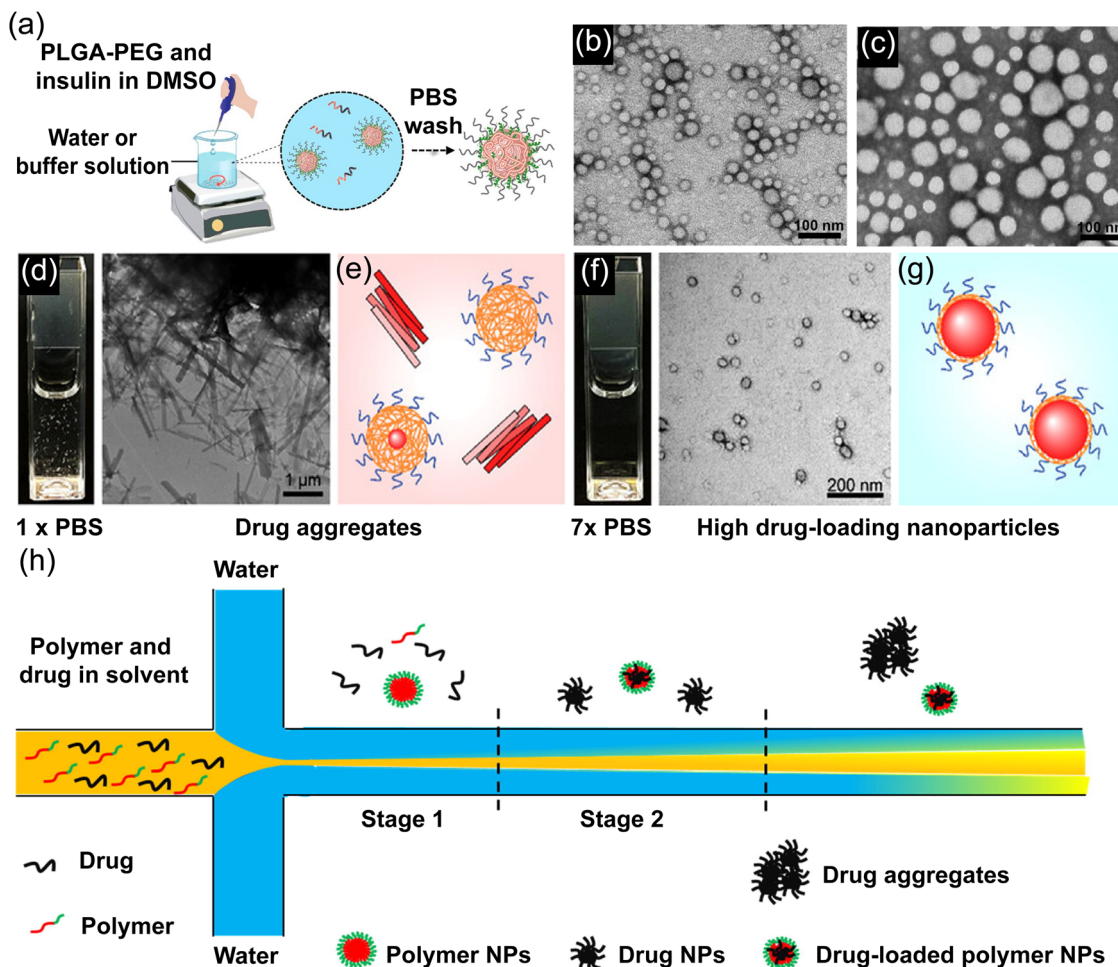 (a)
PLGA-PEG and
insulin in DMSO
Water or
buffer solution
PBS
wash
(b)
100 nm
(c)
100 nm
(d)
1 µm
(e)
(f)
200 nm
(g)
1 x PBS
Drug aggregates
7x PBS
High drug-loading nanoparticles
(h)
Water
Polymer and
drug in solvent
Stage 1
Stage 2
Drug
Polymer
Water
Drug aggregates
Polymer NPs
Drug NPs
Drug-loaded polymer NPs